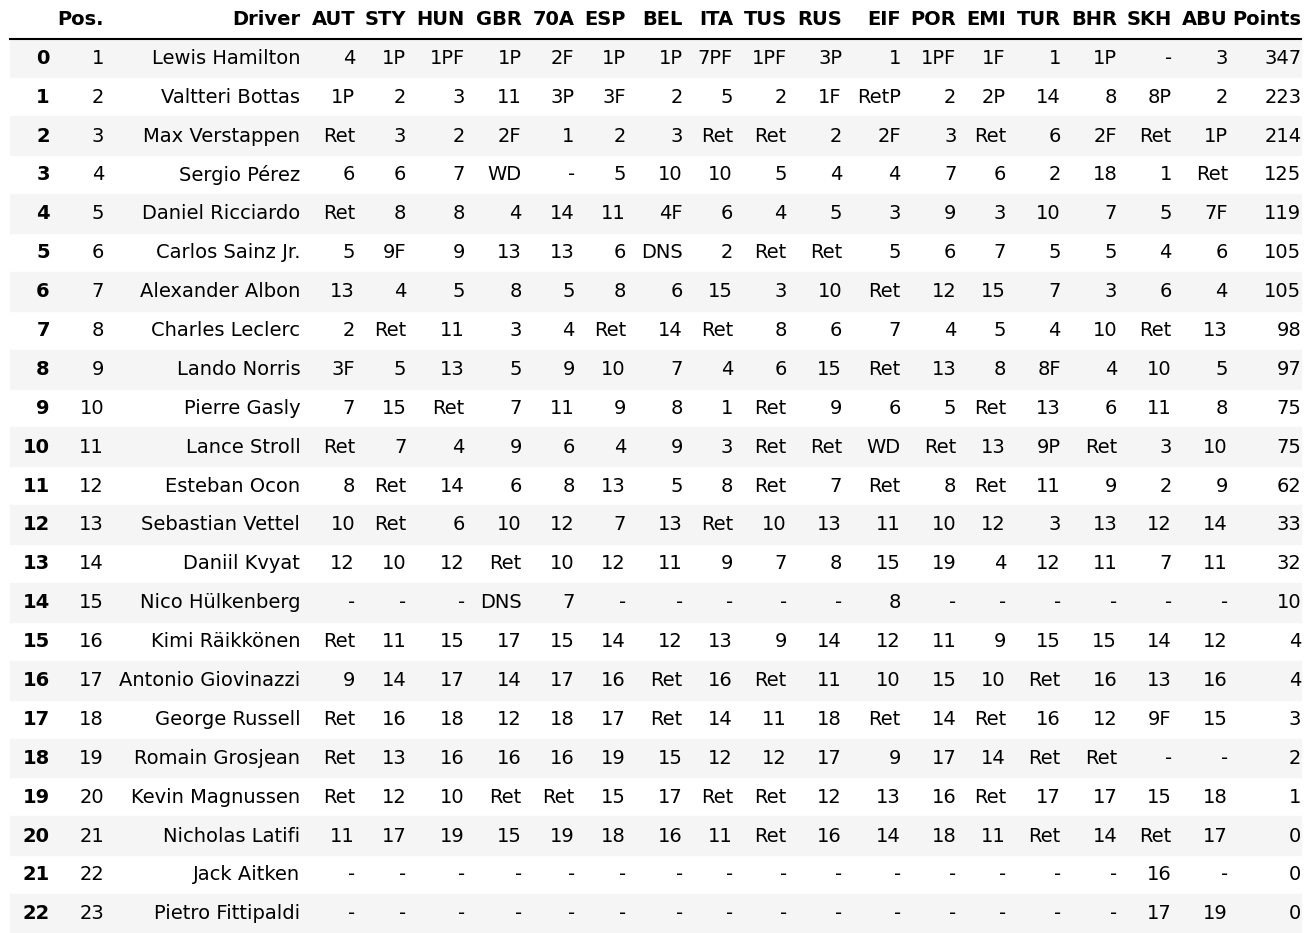 Pos. Driver AUT STY HUN GBR 70A ESP BEL ITA TUS RUS EIF POR EMI TUR BHR SKH ABU Points
0 1 Lewis Hamilton 4 1P 1PF 1P 2F 1P 1P 7PF 1PF 3P 1 1PF 1F 1 1P - 3 347
1 2 Valtteri Bottas 1P 2 3 11 3P 3F 2 5 2 1F RetP 2 2P 14 8 8P 2 223
2 3 Max Verstappen Ret 3 2 2F 1 2 3 Ret Ret 2 2F 3 Ret 6 2F Ret 1P 214
3 4 Sergio Pérez 6 6 7 WD - 5 10 10 5 4 4 7 6 2 18 1 Ret 125
4 5 Daniel Ricciardo Ret 8 8 4 14 11 4F 6 4 5 3 9 3 10 7 5 7F 119
5 6 Carlos Sainz Jr. 5 9F 9 13 13 6 DNS 2 Ret Ret 5 6 7 5 5 4 6 105
6 7 Alexander Albon 13 4 5 8 5 8 6 15 3 10 Ret 12 15 7 3 6 4 105
7 8 Charles Leclerc 2 Ret 11 3 4 Ret 14 Ret 8 6 7 4 5 4 10 Ret 13 98
8 9 Lando Norris 3F 5 13 5 9 10 7 4 6 15 Ret 13 8 8F 4 10 5 97
9 10 Pierre Gasly 7 15 Ret 7 11 9 8 1 Ret 9 6 5 Ret 13 6 11 8 75
10 11 Lance Stroll Ret 7 4 9 6 4 9 3 Ret Ret WD Ret 13 9P Ret 3 10 75
11 12 Esteban Ocon 8 Ret 14 6 8 13 5 8 Ret 7 Ret 8 Ret 11 9 2 9 62
12 13 Sebastian Vettel 10 Ret 6 10 12 7 13 Ret 10 13 11 10 12 3 13 12 14 33
13 14 Daniil Kvyat 12 10 12 Ret 10 12 11 9 7 8 15 19 4 12 11 7 11 32
14 15 Nico Hülkenberg - - - DNS 7 - - - - - 8 - - - - - - 10
15 16 Kimi Räikkönen Ret 11 15 17 15 14 12 13 9 14 12 11 9 15 15 14 12 4
16 17 Antonio Giovinazzi 9 14 17 14 17 16 Ret 16 Ret 11 10 15 10 Ret 16 13 16 4
17 18 George Russell Ret 16 18 12 18 17 Ret 14 11 18 Ret 14 Ret 16 12 9F 15 3
18 19 Romain Grosjean Ret 13 16 16 16 19 15 12 12 17 9 17 14 Ret Ret - - 2
19 20 Kevin Magnussen Ret 12 10 Ret Ret 15 17 Ret Ret 12 13 16 Ret 17 17 15 18 1
20 21 Nicholas Latifi 11 17 19 15 19 18 16 11 Ret 16 14 18 11 Ret 14 Ret 17 0
21 22 Jack Aitken - - - - - - - - - - - - - - - 16 - 0
22 23 Pietro Fittipaldi - - - - - - - - - - - - - - - 17 19 0